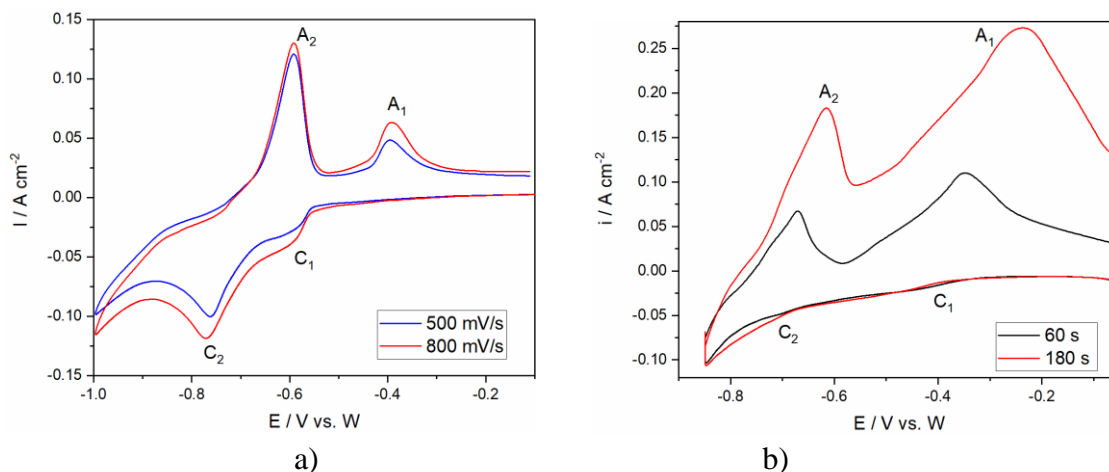 0.15
0.10
0.05
0.00
-0.05
-0.10
-0.15
I / A cm-2
A2
A1
C1
C2
500 mV/s
800 mV/s
-1.0 -0.8 -0.6 -0.4 -0.2
E / V vs. W
a)
0.25
0.20
0.15
0.10
0.05
0.00
-0.05
-0.10
i / A cm-2
A1
A2
C1
C2
60 s
180 s
-0.8 -0.6 -0.4 -0.2
E / V vs. W
b)